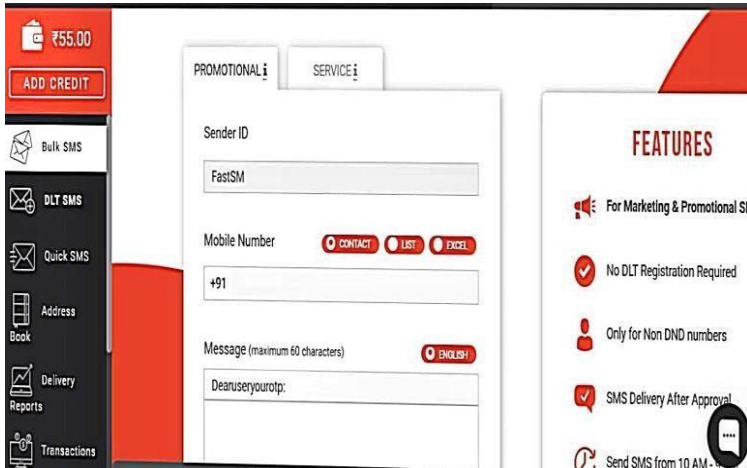 ₹55.00
ADD CREDIT
Bulk SMS
DLT SMS
Quick SMS
Address
Book
Delivery
Reports
Transactions
PROMOTIONAL i
SERVICE i
Sender ID
FastSM
Mobile Number
CONTACT
LIST
EXCEL
+91
Message (maximum 60 characters)
ENGLISH
Dearuseryourotp:
FEATURES
For Marketing & Promotional
No DLT Registration Required
Only for Non DND numbers
SMS Delivery After Approval
Send SMS from 10 AM -